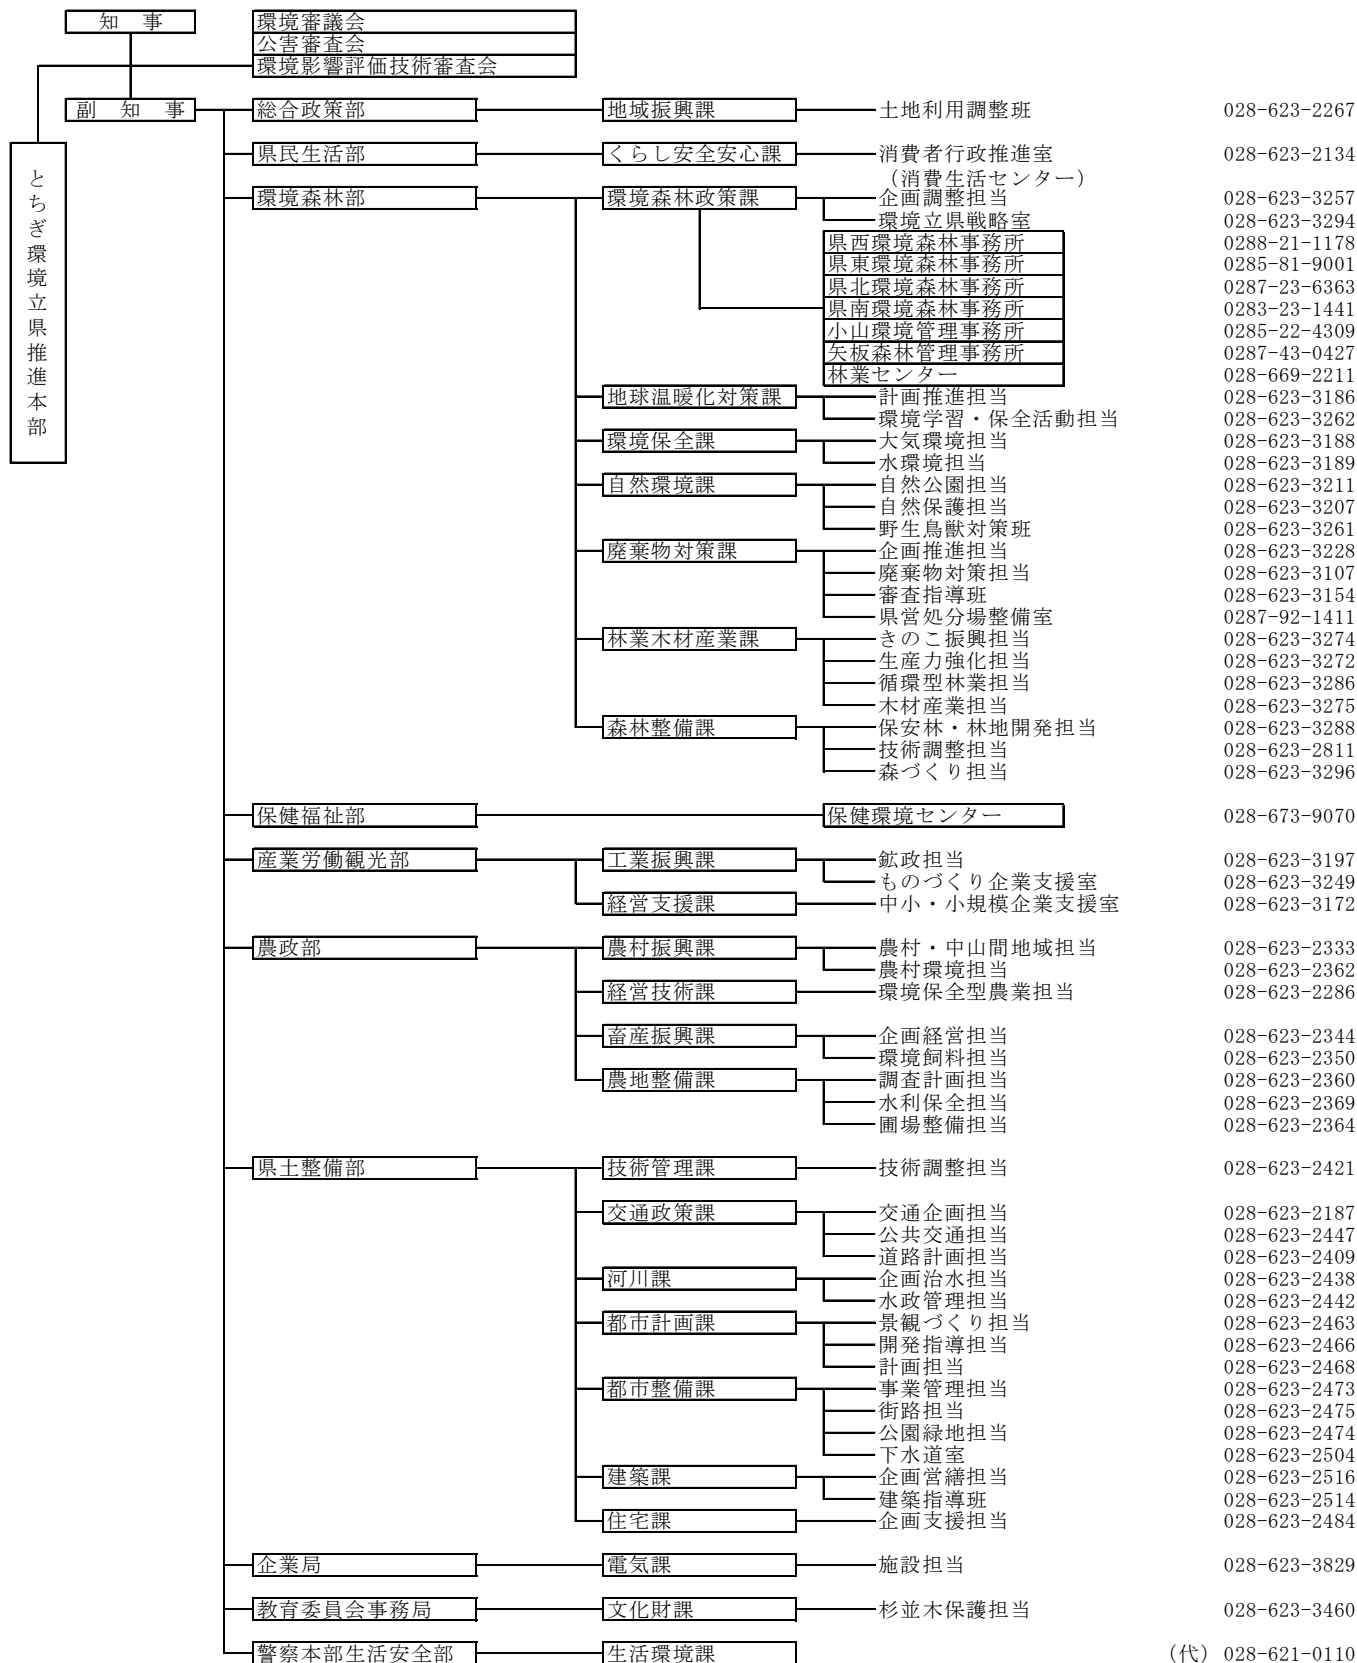 知 事
環境審議会
公害審査会
環境影響評価技術審査会
副 知 事
とちぎ環境立県推進本部
総合政策部 地域振興課 土地利用調整班 028-623-2267
県民生活部 くらし安全安心課 消費者行政推進室 028-623-2134
（消費生活センター）
環境森林部 環境森林政策課 企画調整担当 028-623-3257
環境立県戦略室 028-623-3294
県西環境森林事務所 0288-21-1178
県東環境森林事務所 0285-81-9001
県北環境森林事務所 0287-23-6363
県南環境森林事務所 0283-23-1441
小山環境管理事務所 0285-22-4309
矢板森林管理事務所 0287-43-0427
林業センター 028-669-2211
地球温暖化対策課 計画推進担当 028-623-3186
環境学習・保全活動担当 028-623-3262
環境保全課 大気環境担当 028-623-3188
水環境担当 028-623-3189
自然環境課 自然公園担当 028-623-3211
自然保護担当 028-623-3207
野生鳥獣対策班 028-623-3261
廃棄物対策課 企画推進担当 028-623-3228
廃棄物対策担当 028-623-3107
審査指導班 028-623-3154
県営処分場整備室 0287-92-1411
林業木材産業課 きのこ振興担当 028-623-3274
生産力強化担当 028-623-3272
循環型林業担当 028-623-3286
木材産業担当 028-623-3275
森林整備課 保安林・林地開発担当 028-623-3288
技術調整担当 028-623-2811
森づくり担当 028-623-3296
保健福祉部 保健環境センター 028-673-9070
産業労働観光部 工業振興課 鉱政担当 028-623-3197
ものづくり企業支援室 028-623-3249
経営支援課 中小・小規模企業支援室 028-623-3172
農政部 農村振興課 農村・中山間地域担当 028-623-2333
農村環境担当 028-623-2362
経営技術課 環境保全型農業担当 028-623-2286
畜産振興課 企画経営担当 028-623-2344
環境飼料担当 028-623-2350
農地整備課 調査計画担当 028-623-2360
水利保全担当 028-623-2369
圃場整備担当 028-623-2364
県土整備部 技術管理課 技術調整担当 028-623-2421
交通政策課 交通企画担当 028-623-2187
公共交通担当 028-623-2447
道路計画担当 028-623-2409
河川課 企画治水担当 028-623-2438
水政管理担当 028-623-2442
都市計画課 景観づくり担当 028-623-2463
開発指導担当 028-623-2466
計画担当 028-623-2468
都市整備課 事業管理担当 028-623-2473
街路担当 028-623-2475
公園緑地担当 028-623-2474
下水道室 028-623-2504
建築課 企画営繕担当 028-623-2516
建築指導班 028-623-2514
住宅課 企画支援担当 028-623-2484
企業局 電気課 施設担当 028-623-3829
教育委員会事務局 文化財課 杉並木保護担当 028-623-3460
警察本部生活安全部 生活環境課 （代）028-621-0110